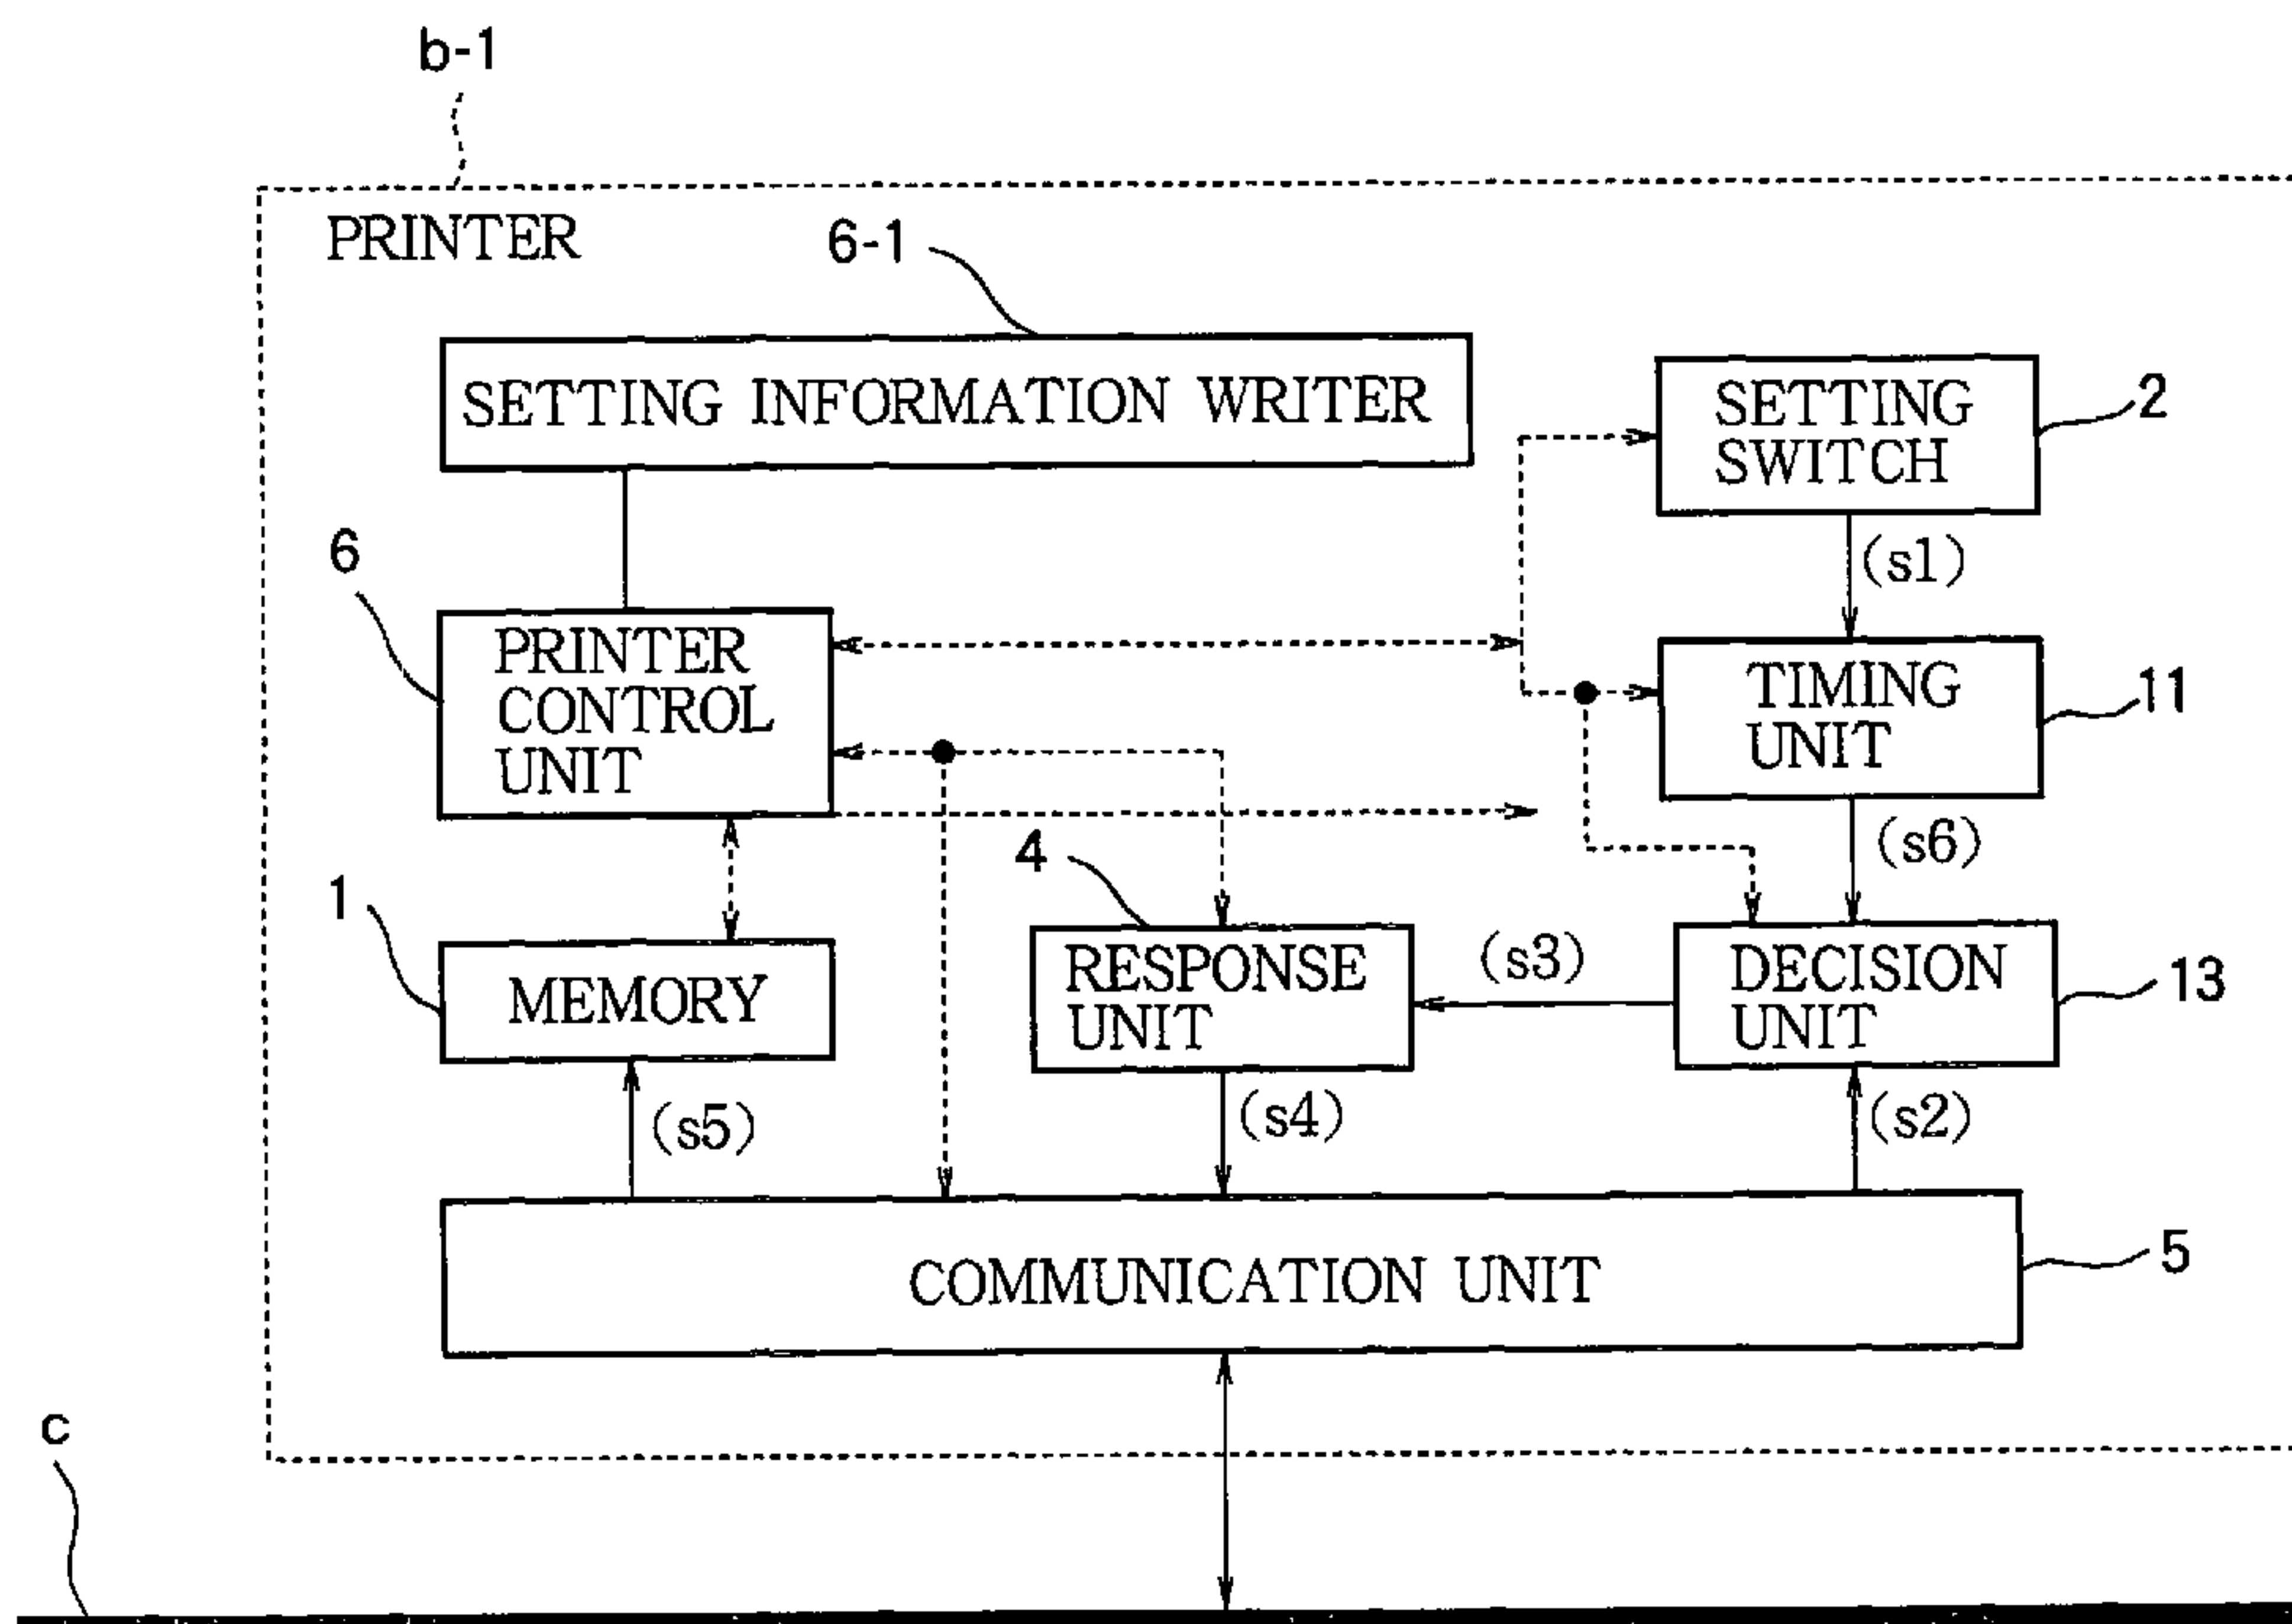 b-1
PRINTER
6-1
SETTING INFORMATION WRITER
SETTING
SWITCH
2
(s1)
6
PRINTER
CONTROL
UNIT
TIMING
UNIT
11
(s6)
4
1
MEMORY
RESPONSE
UNIT
(s3)
DECISION
UNIT
13
(s5)
(s4)
(s2)
COMMUNICATION UNIT
5
c